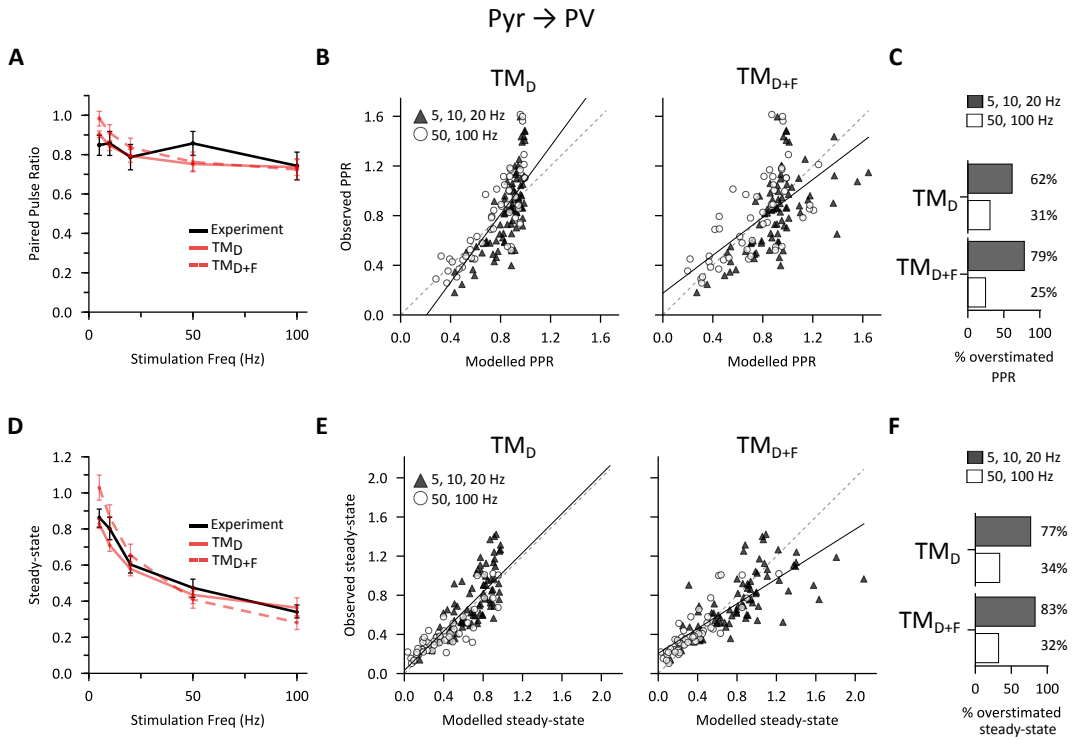 Pyr → PV
A
Paired Pulse Ratio
1.0
0.8
0.6
0.4
0.2
0.0
0
50
100
Stimulation Freq (Hz)
Experiment
TMD
TMD+F
B
TMD
TMD+F
5, 10, 20 Hz
50, 100 Hz
Observed PPR
1.6
1.2
0.8
0.4
0.0
0.0
0.4
0.8
1.2
1.6
Modelled PPR
0.0
0.4
0.8
1.2
1.6
Modelled PPR
C
5, 10, 20 Hz
50, 100 Hz
TMD
62%
31%
TMD+F
79%
25%
0
50
100
% overstimated
PPR
D
Steady-state
1.2
1.0
0.8
0.6
0.4
0.2
0.0
0
50
100
Stimulation Freq (Hz)
Experiment
TMD
TMD+F
E
TMD
TMD+F
5, 10, 20 Hz
50, 100 Hz
Observed steady-state
2.0
1.6
1.2
0.8
0.4
0.0
0.0
0.4
0.8
1.2
1.6
2.0
Modelled steady-state
0.0
0.4
0.8
1.2
1.6
2.0
Modelled steady-state
F
5, 10, 20 Hz
50, 100 Hz
TMD
77%
34%
TMD+F
83%
32%
0
50
100
% overstimated
steady-state